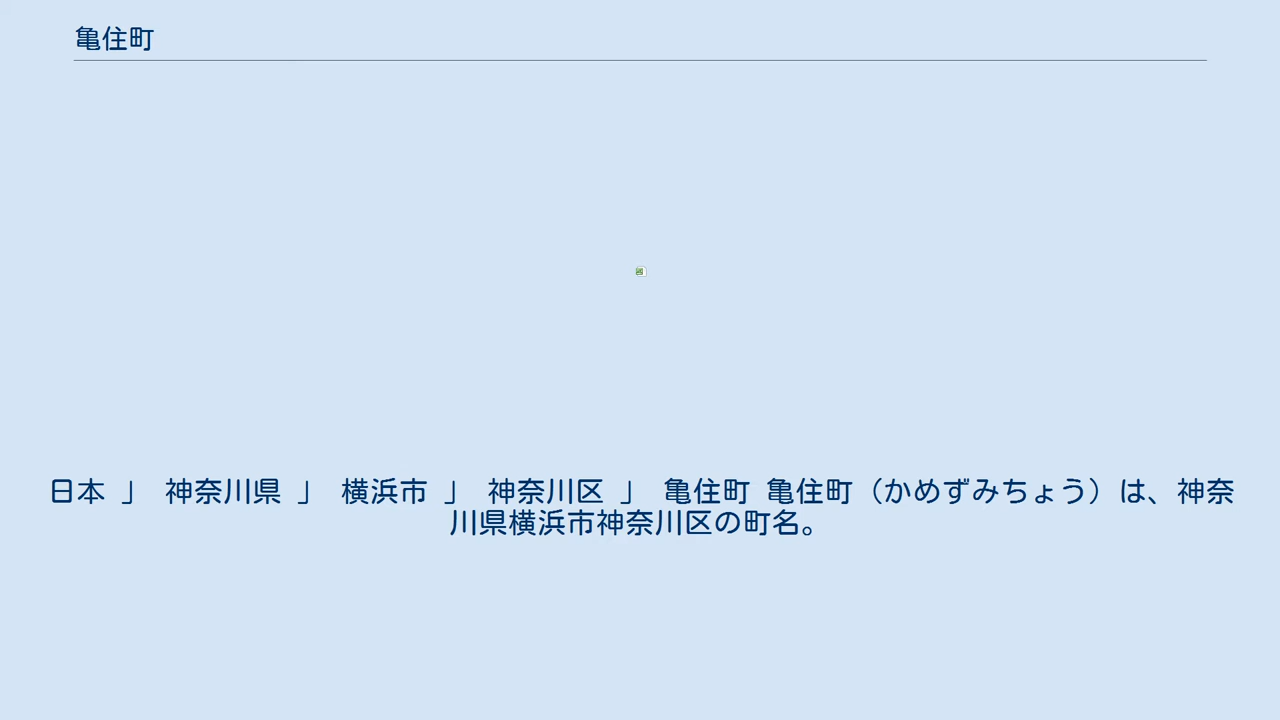 亀住町
日本 」 神奈川県 」 横浜市 」 神奈川区 」 亀住町 亀住町（かめずみちょう）は、神奈
川県横浜市神奈川区の町名。